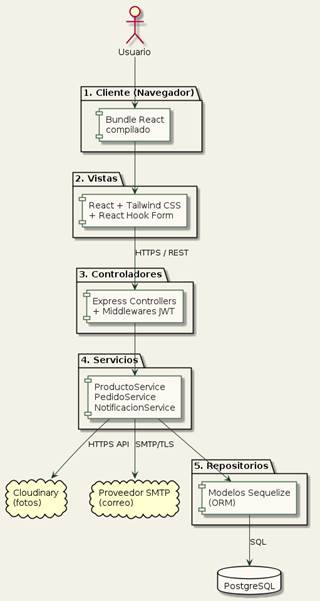 Usuario
1. Cliente (Navegador)
Bundle React
compilado
2. Vistas
React + Tailwind CSS
+ React Hook Form
HTTPS / REST
3. Controladores
Express Controllers
+ Middlewares JWT
4. Servicios
ProductoService
PedidoService
NotificacionService
HTTPS API
SMTP/TLS
5. Repositorios
Cloudinary
(fotos)
Proveedor SMTP
(correo)
Modelos Sequelize
(ORM)
SQL
PostgreSQL